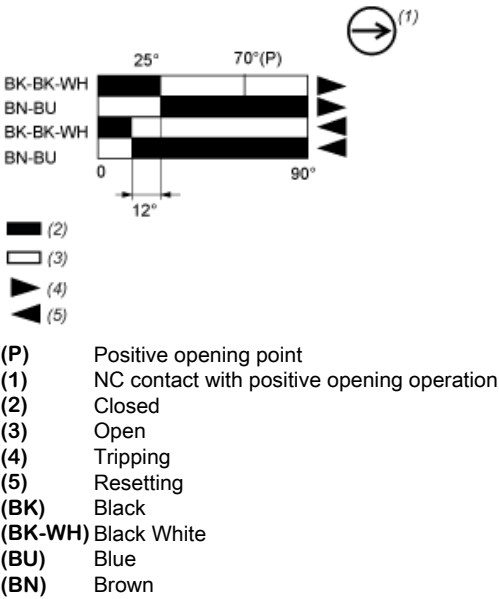 (1)
25° 70°(P)
BK-BK-WH
BN-BU
BK-BK-WH
BN-BU
0 90°
12°
(2)
(3)
(4)
(5)
(P) Positive opening point
(1) NC contact with positive opening operation
(2) Closed
(3) Open
(4) Tripping
(5) Resetting
(BK) Black
(BK-WH) Black White
(BU) Blue
(BN) Brown